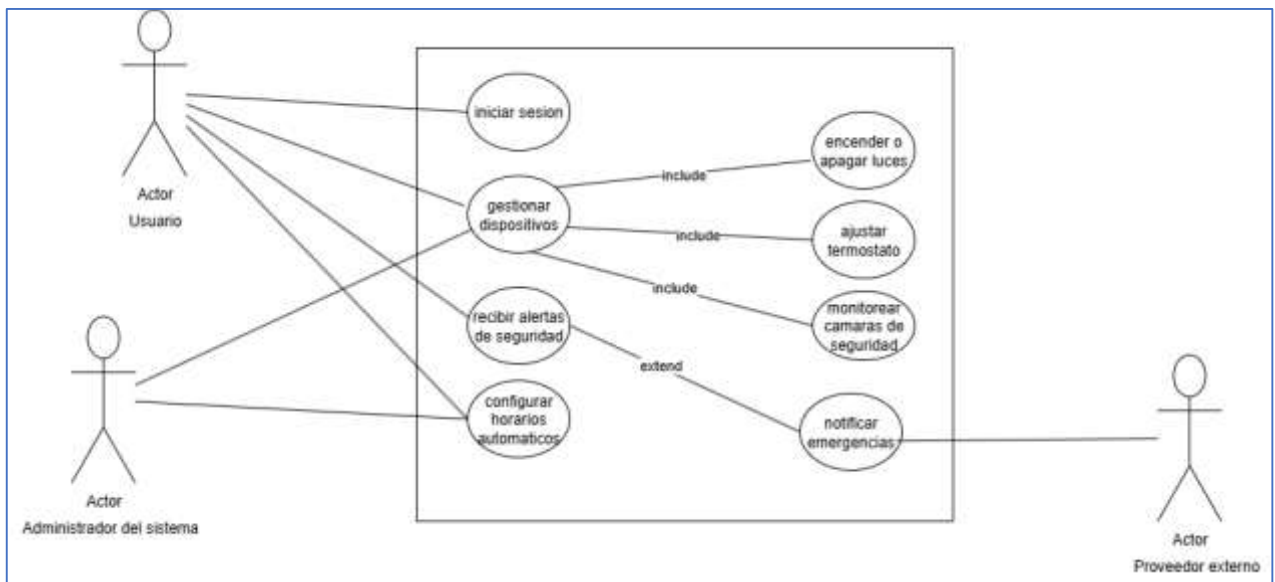 Actor
Usuario
Actor
Administrador del sistema
iniciar sesion
gestionar
dispositivos
recibir alertas
de seguridad
configurar
horarios
automaticos
include
include
include
extend
encender o
apagar luces
ajustar
termostato
monitorear
camaras de
seguridad
notificar
emergencias
Actor
Proveedor externo